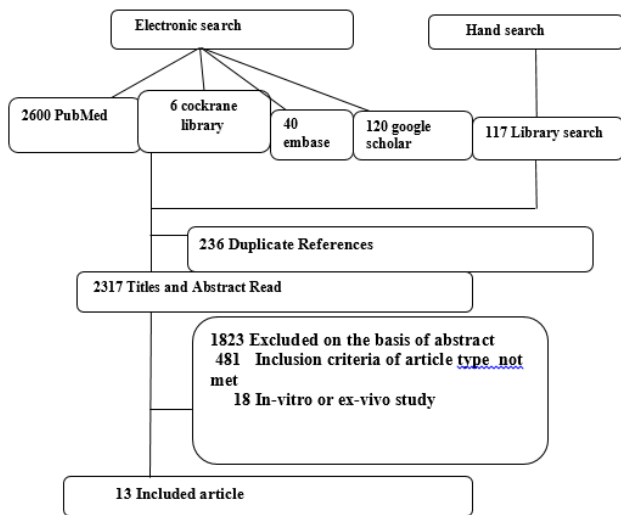 Electronic search
Hand search
2600 PubMed
6 cockrane
library
40
embase
120 google
scholar
117 Library search
236 Duplicate References
2317 Titles and Abstract Read
1823 Excluded on the basis of abstract
481 Inclusion criteria of article type not
met
18 In-vitro or ex-vivo study
13 Included article